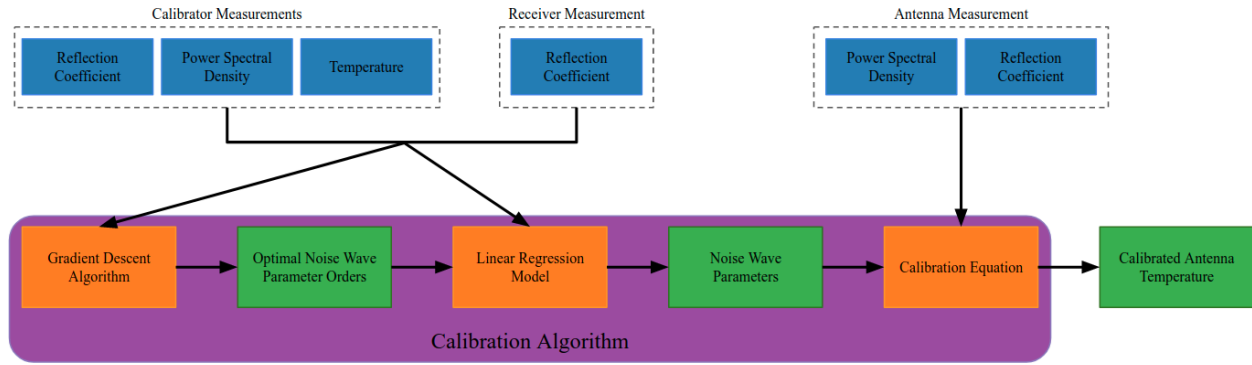 Calibrator Measurements
Receiver Measurement
Antenna Measurement
Reflection
Coefficient
Power Spectral
Density
Temperature
Reflection
Coefficient
Power Spectral
Density
Reflection
Coefficient
Gradient Descent
Algorithm
Optimal Noise Wave
Parameter Orders
Linear Regression
Model
Noise Wave
Parameters
Calibration Equation
Calibrated Antenna
Temperature
Calibration Algorithm